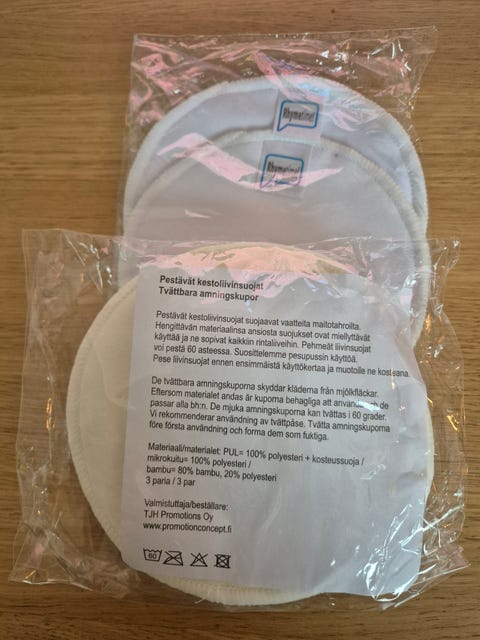 Rhymatime!
Rhymatime!
Pestävät kestoliivinsuojat
Tvättbara amningskupor
Pestävät kestoliivinsuojat suojaavat vaatteita maitotahroilta.
Hengittävän materiaalinsa ansiosta suojukset ovat miellyttävät
käyttää ja ne sopivat kaikkiin rintaliiveihin. Pehmeät liivinsuojat
voi pestä 60 asteessa. Suosittelemme pesupussin käyttöä.
Pese liivinsuojat ennen ensimmäistä käyttökertaa ja muotoile ne kosteana.
De tvättbara amningskuporna skyddar kläderna från mjölkfläckar.
Eftersom materialet andas är kuporna behagliga att använda och de
passar alla bh:n. De mjuka amningskuporna kan tvättas i 60 grader.
Vi rekommenderar användning av tvättpåse. Tvätta amningskuporna
före första användning och forma dem som fuktiga.
Materiaali/materialet: PUL= 100% polyesteri + kosteussuoja /
mikrokuitu= 100% polyesteri /
bambu= 80% bambu, 20% polyesteri
3 paria / 3 par
Valmistuttaja/beställare:
TJH Promotions Oy
www.promotionconcept.fi
60